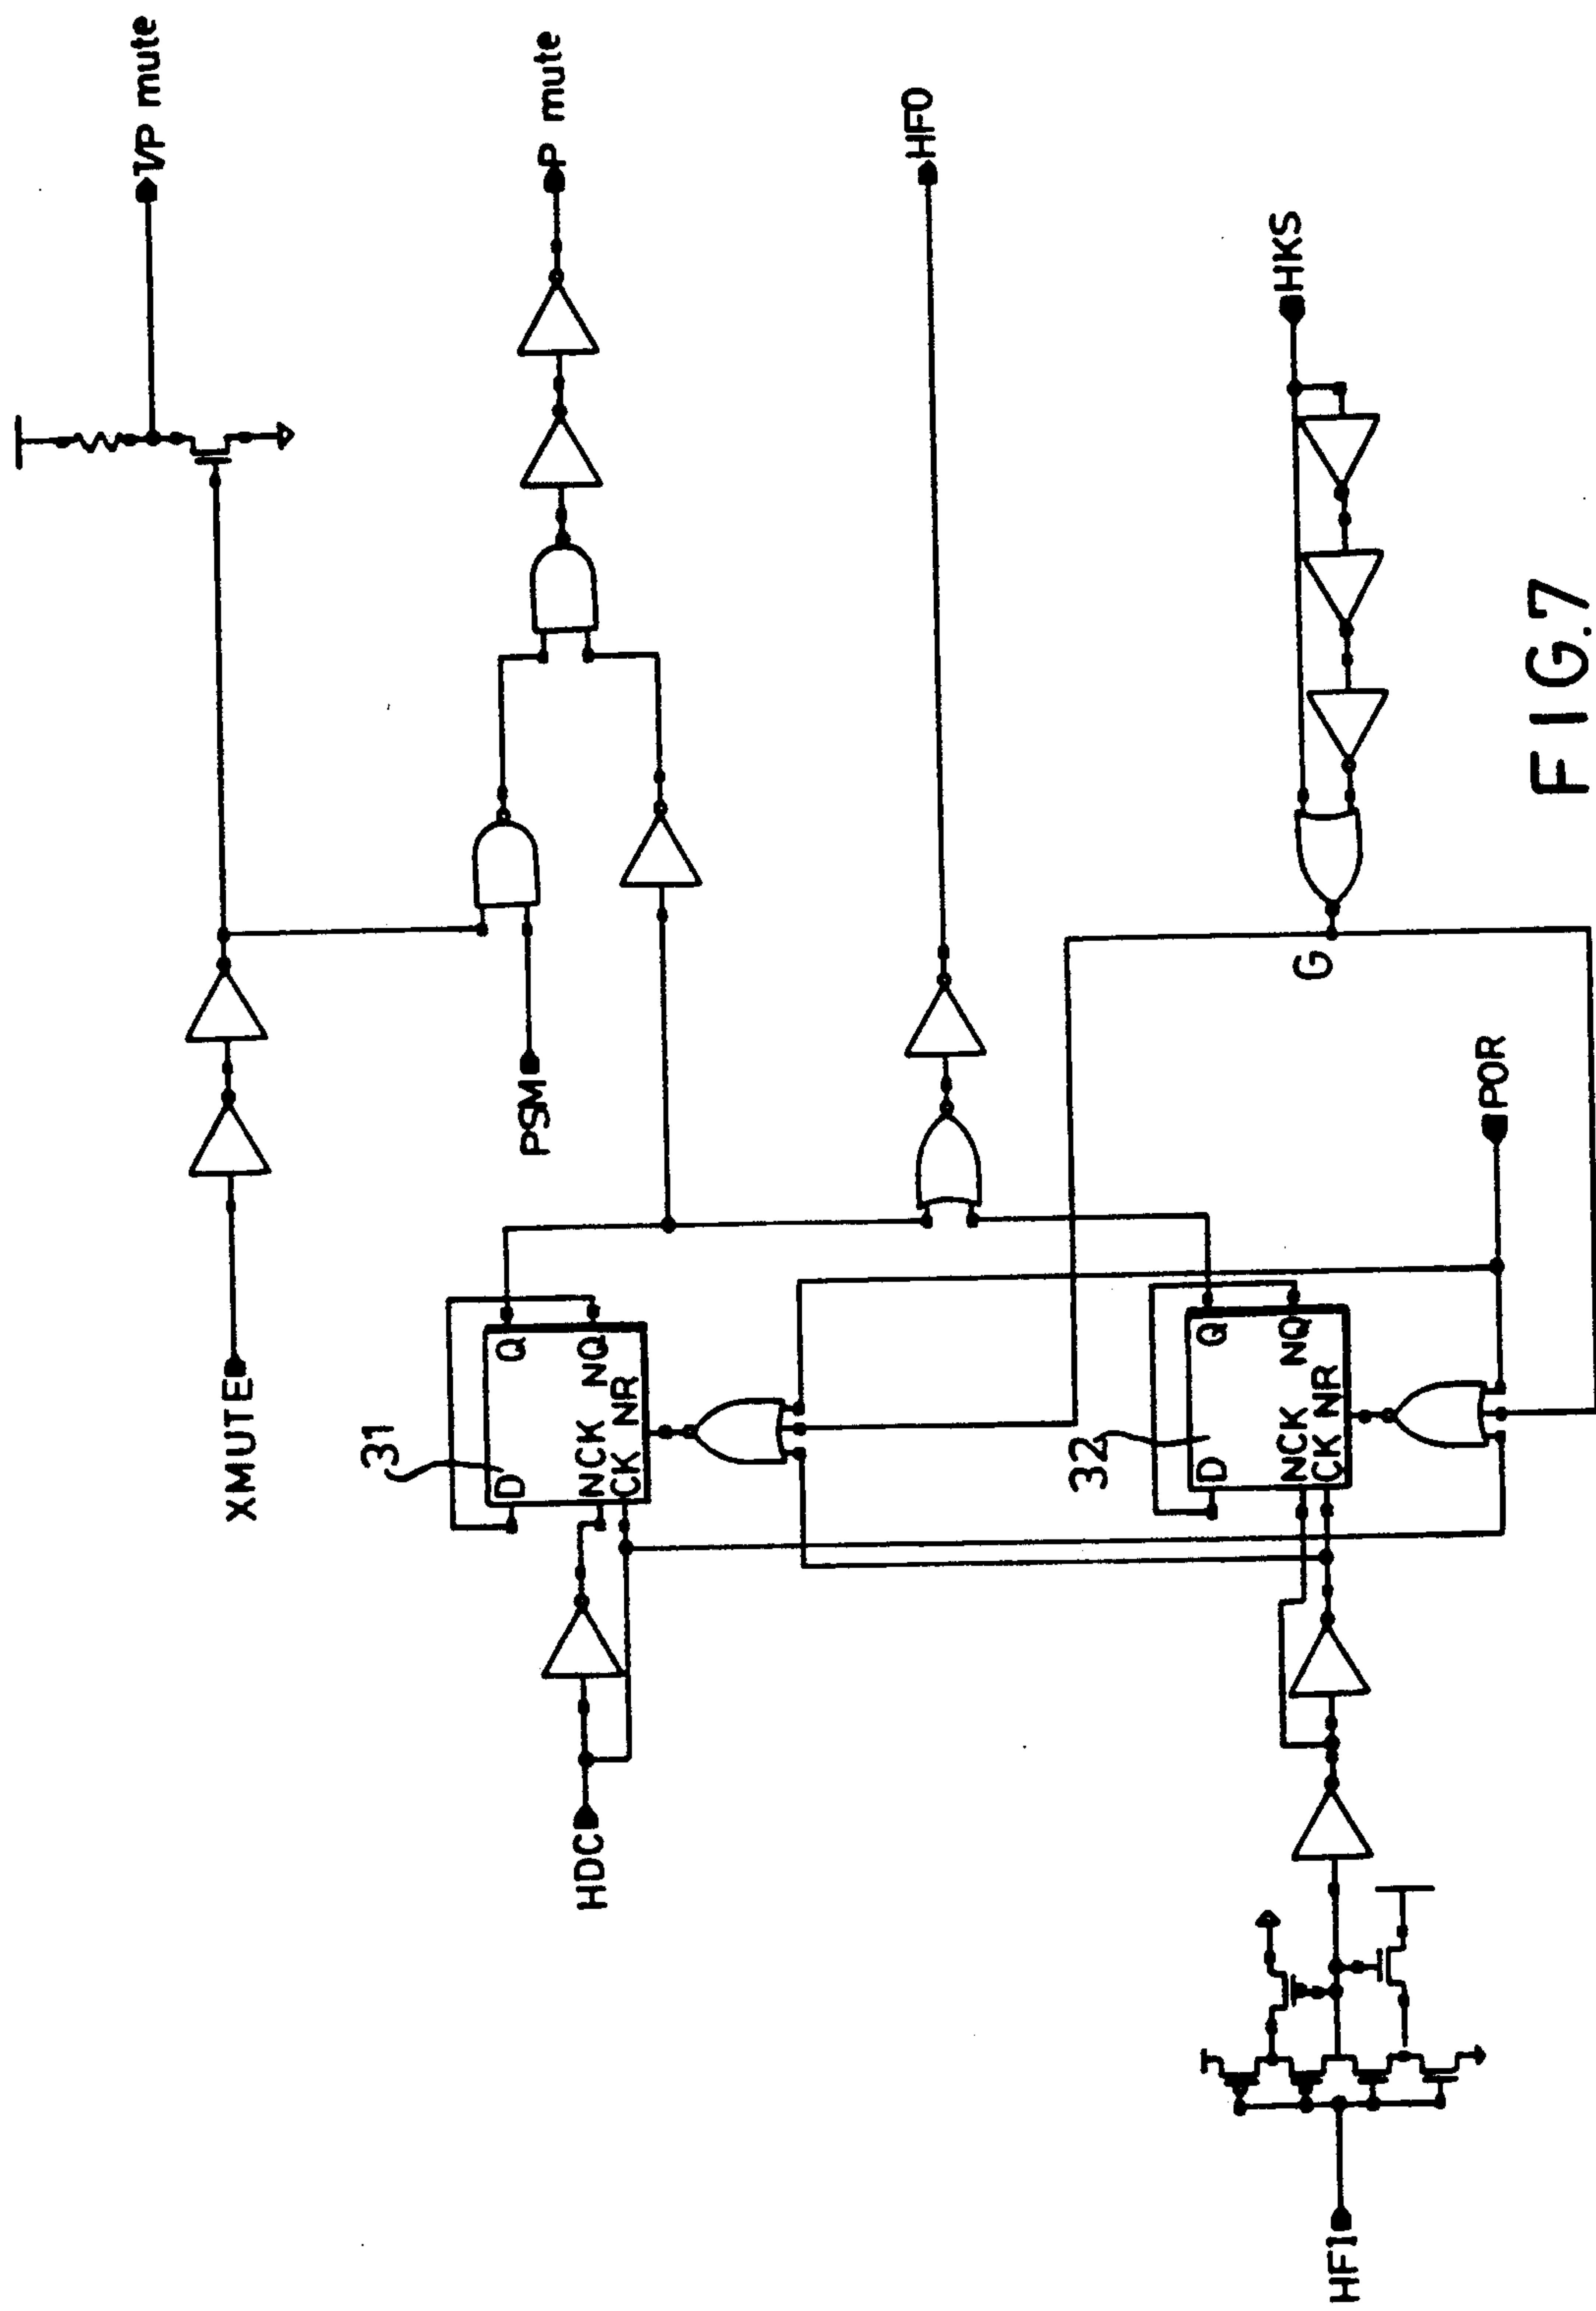 T/P mute
XMUTE
P mute
PSM
31
D
Q
NCK
NQ
CK
NR
HDC
HFO
32
D
Q
NCK
NQ
CK
NR
HFI
HKS
G
POR
FIG.7